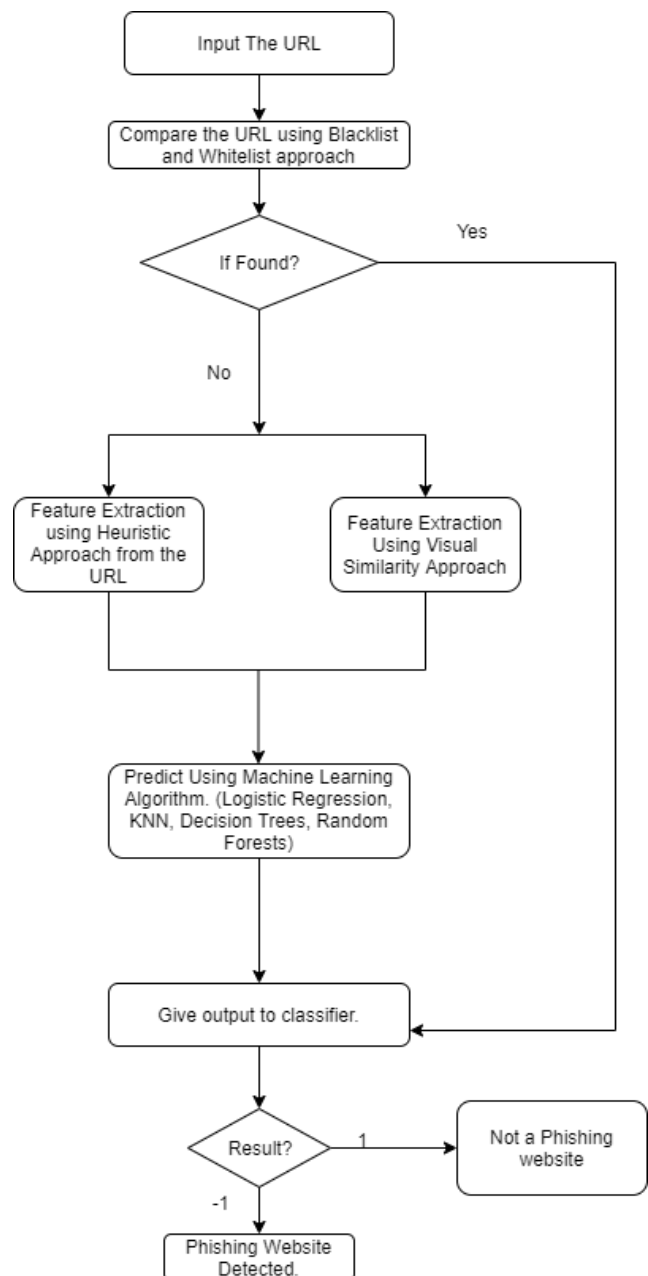 Input The URL
Compare the URL using Blacklist
and Whitelist approach
Yes
If Found?
No
Feature Extraction
using Heuristic
Approach from the
URL
Feature Extraction
Using Visual
Similarity Approach
Predict Using Machine Learning
Algorithm. (Logistic Regression,
KNN, Decision Trees, Random
Forests)
Give output to classifier.
Result?
1
Not a Phishing
website
-1
Phishing Website
Detected.